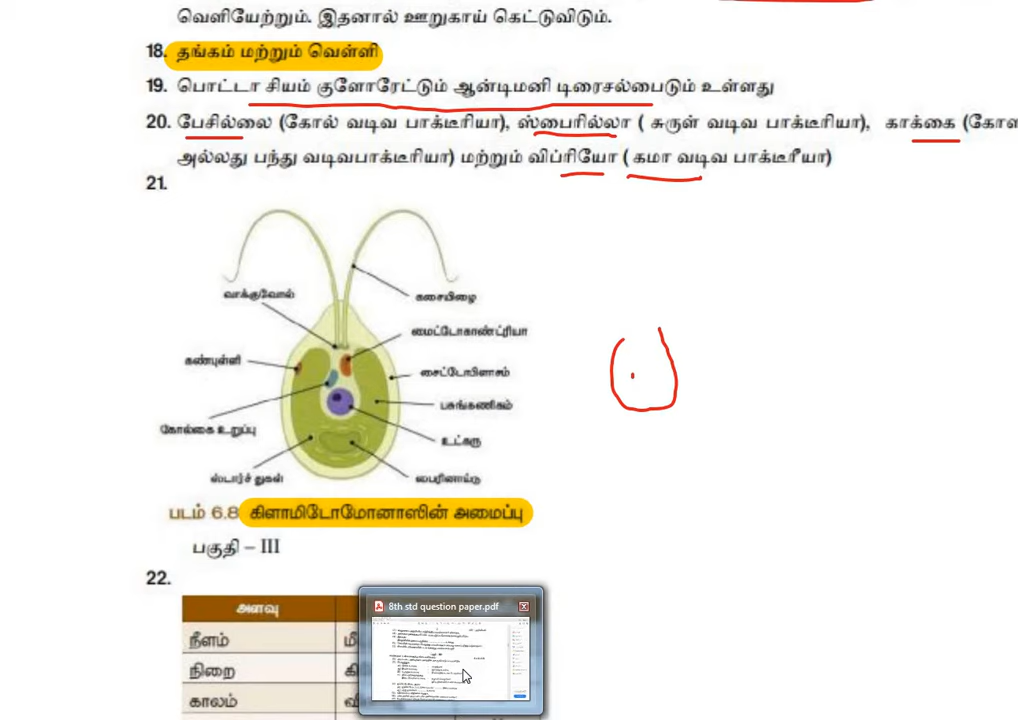 வெளியேற்றும். இதனால் ஊறுகாய் கெட்டுவிடும்.
18. தங்கம் மற்றும் வெள்ளி
19. பொட்டா சியம் குளோரேட்டும் ஆன்டிமனி டிரைசல்பைடும் உள்ளது
20. பேசில்லை (கோல் வடிவ பாக்டீரியா), ஸ்பைரில்லா ( சுருள் வடிவ பாக்டீரியா), காக்கை (கோள
அல்லது பந்து வடிவபாக்டீரியா) மற்றும் விப்ரியோ ( கமா வடிவ பாக்டீரீயா)
21.
வாக்குவோல்
கசையிழை
மைட்டோகாண்ட்ரியா
கண்புள்ளி
சைட்டோபிளாசம்
பசுங்கணிகம்
கோல்கை உறுப்பு
உட்கரு
ஸ்டார்ச் துகள்
பைரினாய்டு
படம் 6.8 கிளாமிடோமோனாஸின் அமைப்பு
பகுதி – III
22.
அளவு
8th std question paper.pdf
நீளம் மீ
நிறை கி
காலம் வி